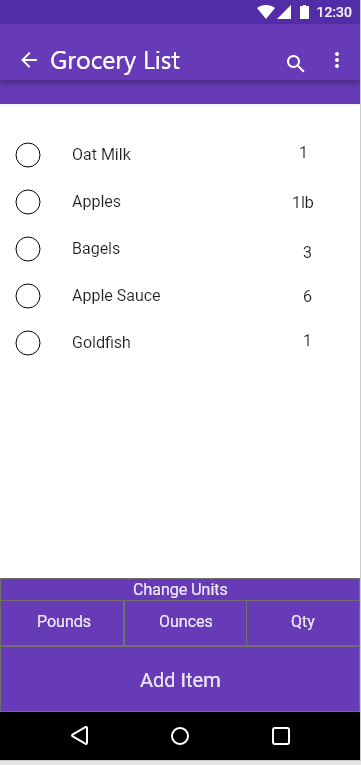 12:30
Grocery List
Oat Milk 1
Apples 1lb
Bagels 3
Apple Sauce 6
Goldfish 1
Change Units
Pounds Ounces Qty
Add Item